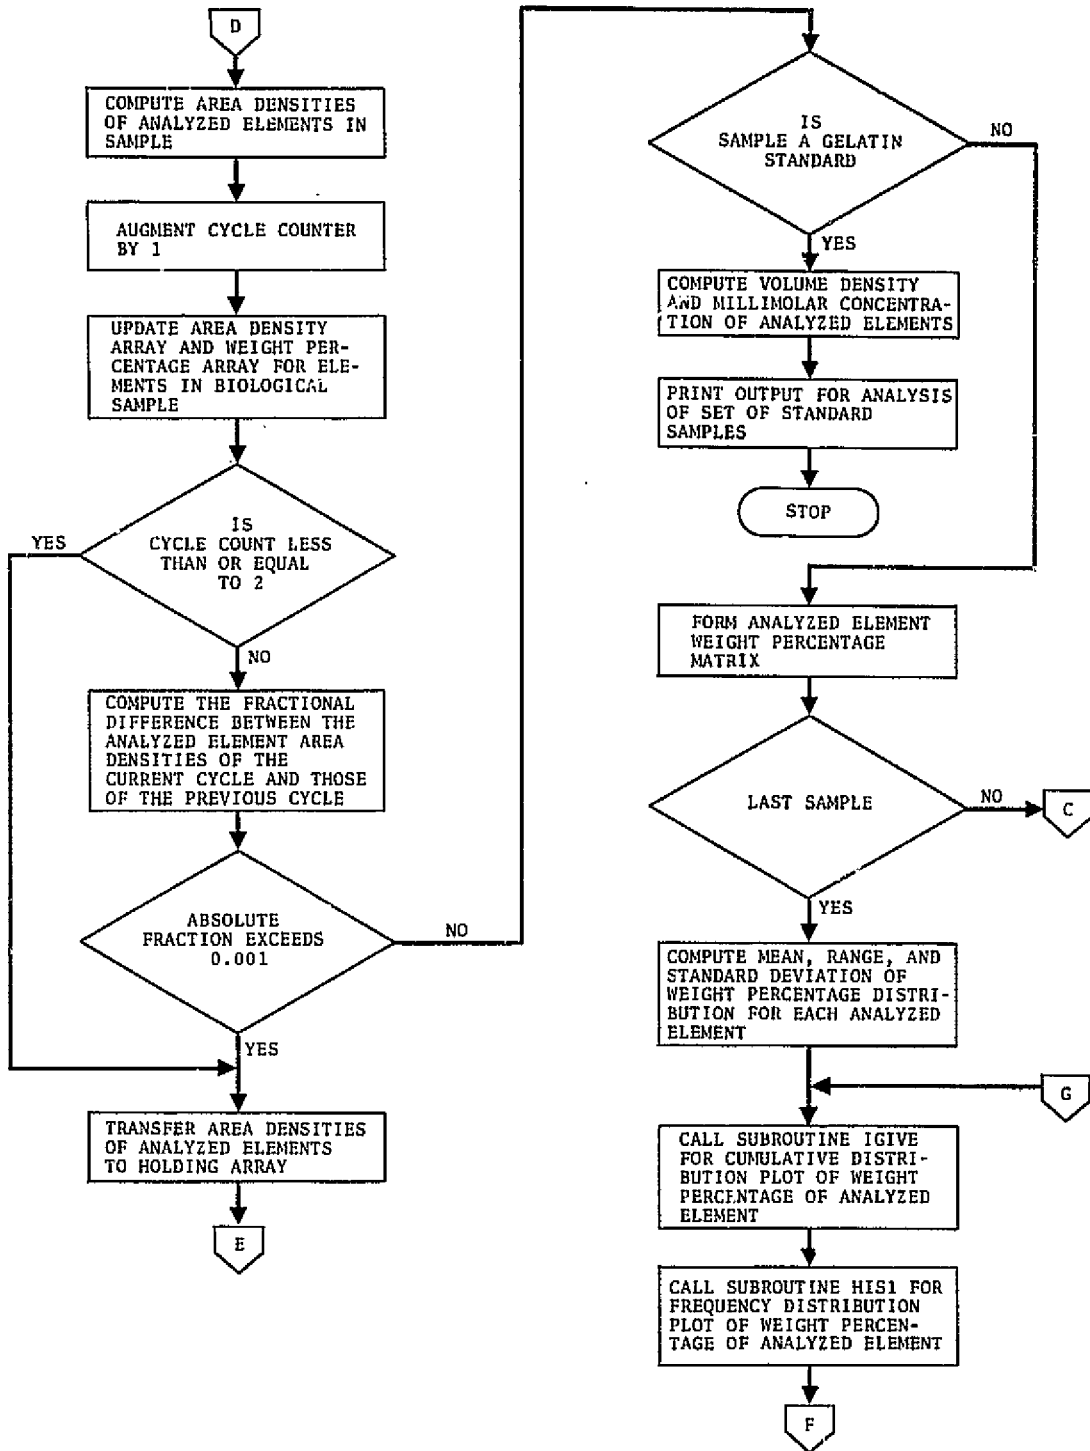 D
COMPUTE AREA DENSITIES
OF ANALYZED ELEMENTS IN
SAMPLE
AUGMENT CYCLE COUNTER
BY 1
UPDATE AREA DENSITY
ARRAY AND WEIGHT PER-
CENTAGE ARRAY FOR ELE-
MENTS IN BIOLOGICAL
SAMPLE
IS
CYCLE COUNT LESS
THAN OR EQUAL
TO 2
YES
NO
COMPUTE THE FRACTIONAL
DIFFERENCE BETWEEN THE
ANALYZED ELEMENT AREA
DENSITIES OF THE
CURRENT CYCLE AND THOSE
OF THE PREVIOUS CYCLE
ABSOLUTE
FRACTION EXCEEDS
0.001
NO
YES
TRANSFER AREA DENSITIES
OF ANALYZED ELEMENTS
TO HOLDING ARRAY
E
IS
SAMPLE A GELATIN
STANDARD
NO
YES
COMPUTE VOLUME DENSITY
AND MILLIMOLAR CONCENTRA-
TION OF ANALYZED ELEMENTS
PRINT OUTPUT FOR ANALYSIS
OF SET OF STANDARD
SAMPLES
STOP
FORM ANALYZED ELEMENT
WEIGHT PERCENTAGE
MATRIX
LAST SAMPLE
NO
C
YES
COMPUTE MEAN, RANGE, AND
STANDARD DEVIATION OF
WEIGHT PERCENTAGE DISTRI-
BUTION FOR EACH ANALYZED
ELEMENT
G
CALL SUBROUTINE IGIVE
FOR CUMULATIVE DISTRI-
BUTION PLOT OF WEIGHT
PERCENTAGE OF ANALYZED
ELEMENT
CALL SUBROUTINE HIS1 FOR
FREQUENCY DISTRIBUTION
PLOT OF WEIGHT PERCEN-
TAGE OF ANALYZED ELEMENT
F